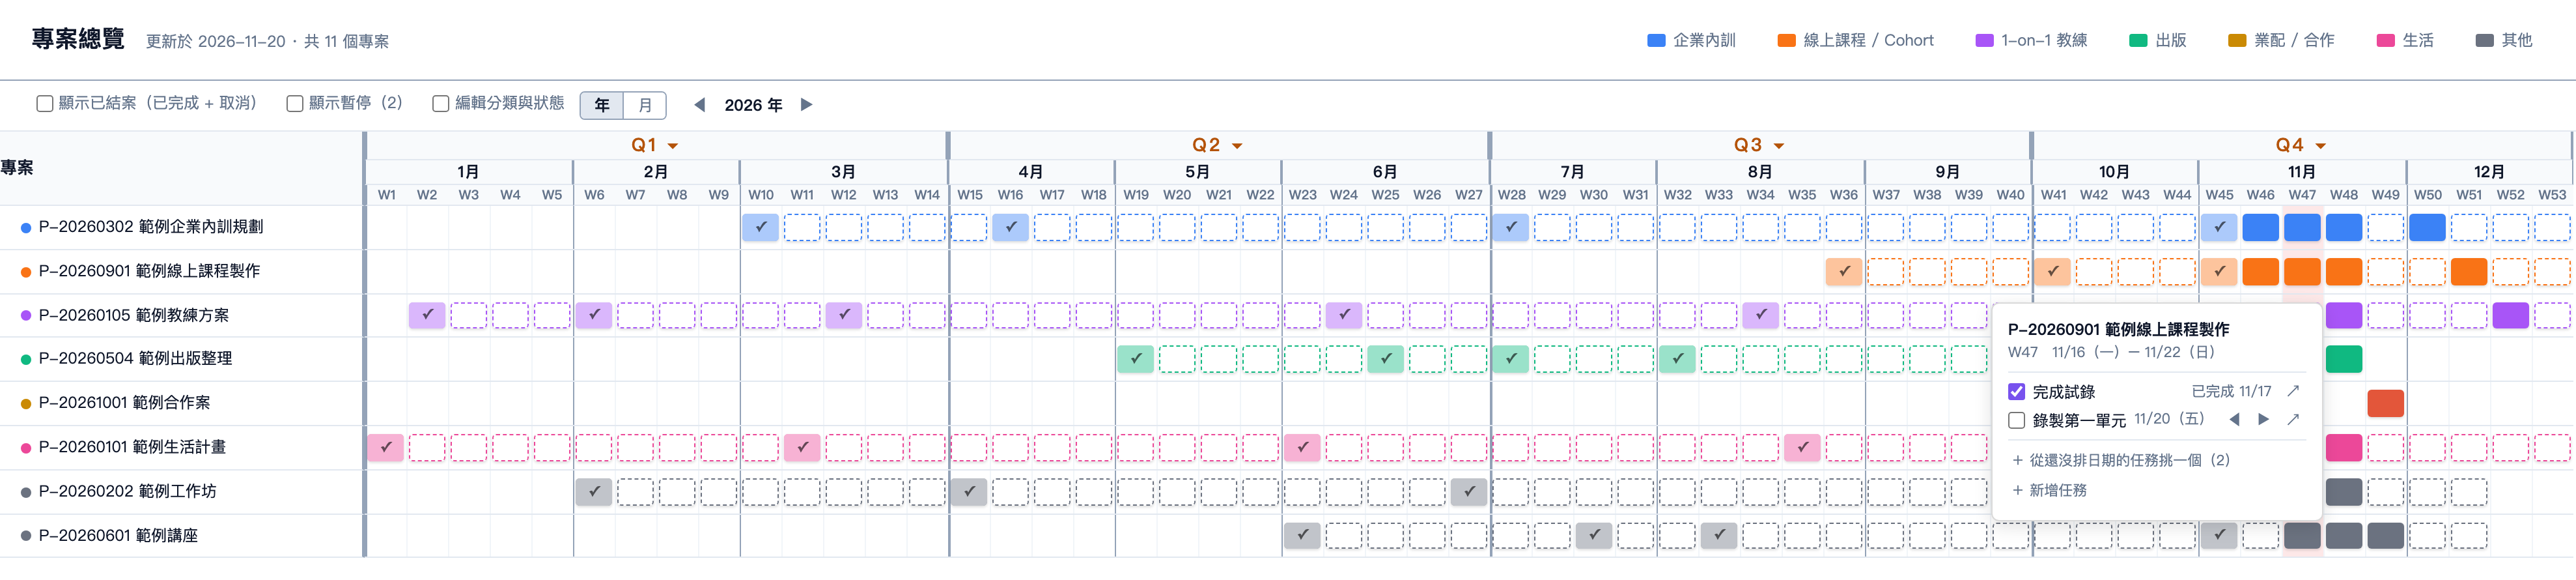 專案總覽 更新於 2026-11-20 · 共 11 個專案
企業內訓 線上課程 / Cohort 1-on-1 教練 出版 業配 / 合作 生活 其他
顯示已結案（已完成 + 取消） 顯示暫停（2） 編輯分類與狀態 年 月 ◀ 2026 年 ▶
專案
Q1 Q2 Q3 Q4
1月 2月 3月 4月 5月 6月 7月 8月 9月 10月 11月 12月
W1 W2 W3 W4 W5 W6 W7 W8 W9 W10 W11 W12 W13 W14 W15 W16 W17 W18 W19 W20 W21 W22 W23 W24 W25 W26 W27 W28 W29 W30 W31 W32 W33 W34 W35 W36 W37 W38 W39 W40 W41 W42 W43 W44 W45 W46 W47 W48 W49 W50 W51 W52 W53
P-20260302 範例企業內訓規劃
P-20260901 範例線上課程製作
P-20260105 範例教練方案
P-20260504 範例出版整理
P-20261001 範例合作案
P-20260101 範例生活計畫
P-20260202 範例工作坊
P-20260601 範例講座
P-20260901 範例線上課程製作
W47 11/16（一）— 11/22（日）
完成試錄 已完成 11/17 ↗
錄製第一單元 11/20（五） ◀ ▶ ↗
+ 從還沒排日期的任務挑一個（2）
+ 新增任務